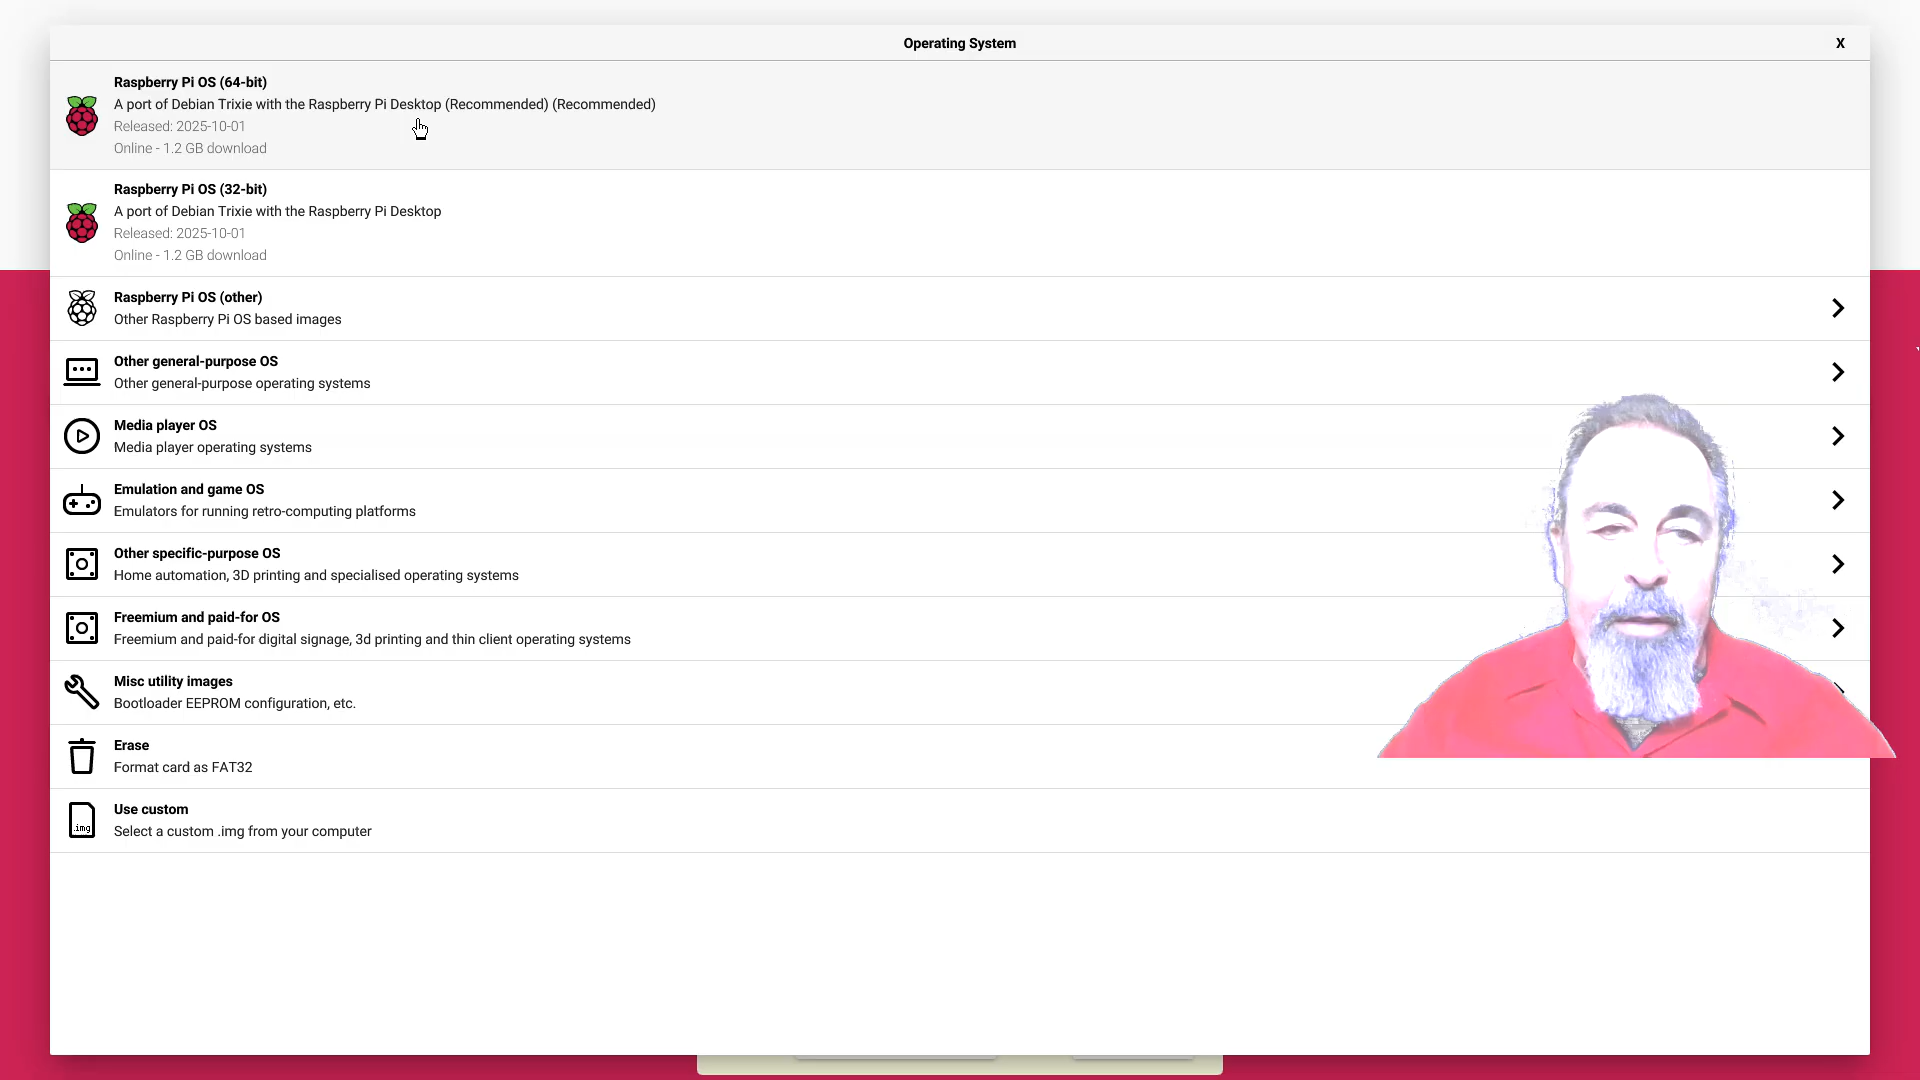 Operating System
X
Raspberry Pi OS (64-bit)
A port of Debian Trixie with the Raspberry Pi Desktop (Recommended) (Recommended)
Released: 2025-10-01
Online - 1.2 GB download
Raspberry Pi OS (32-bit)
A port of Debian Trixie with the Raspberry Pi Desktop
Released: 2025-10-01
Online - 1.2 GB download
Raspberry Pi OS (other)
Other Raspberry Pi OS based images
Other general-purpose OS
Other general-purpose operating systems
Media player OS
Media player operating systems
Emulation and game OS
Emulators for running retro-computing platforms
Other specific-purpose OS
Home automation, 3D printing and specialised operating systems
Freemium and paid-for OS
Freemium and paid-for digital signage, 3d printing and thin client operating systems
Misc utility images
Bootloader EEPROM configuration, etc.
Erase
Format card as FAT32
Use custom
.img
Select a custom .img from your computer